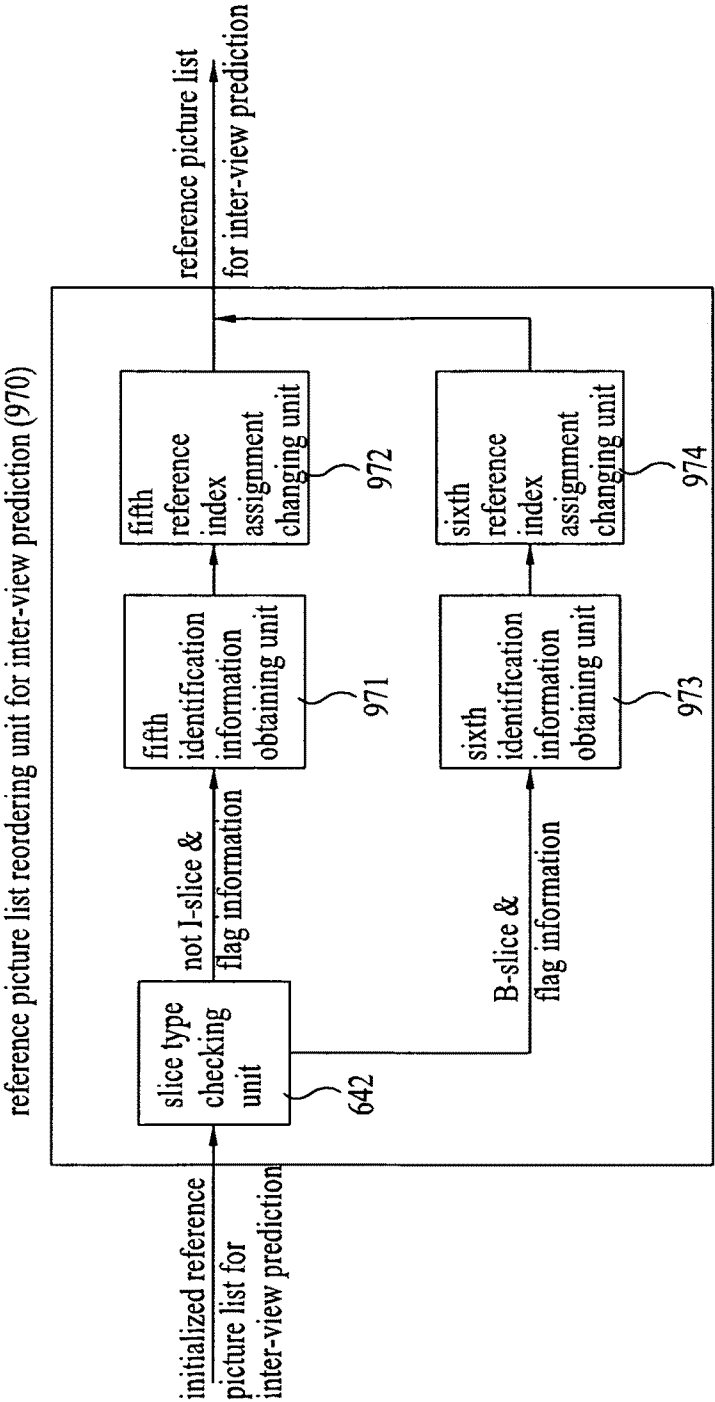 reference picture list reordering unit for inter-view prediction (970)
initialized reference
picture list for
inter-view prediction
slice type
checking
unit
642
not I-slice &
flag information
fifth
identification
information
obtaining unit
971
fifth
reference
index
assignment
changing unit
972
reference picture list
for inter-view prediction
B-slice &
flag information
sixth
identification
information
obtaining unit
973
sixth
reference
index
assignment
changing unit
974